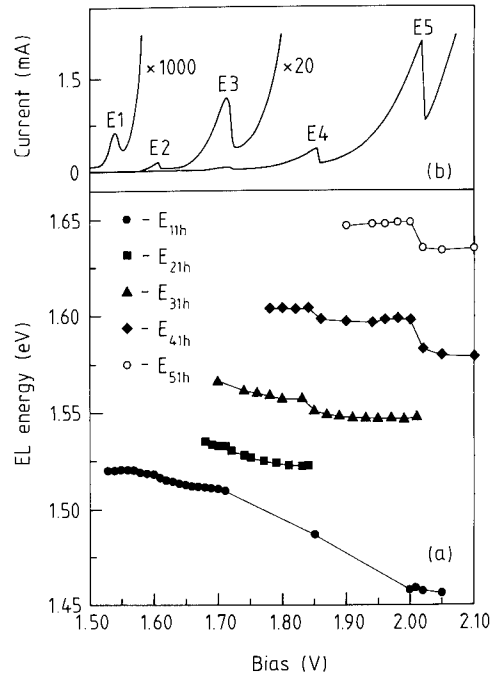 E5
×1000
E3
×20
E1
E2
E4
1.5
0
Current (mA)
(b)
1.65
1.60
1.55
1.50
1.45
EL energy (eV)
- E11h
- E21h
- E31h
- E41h
- E51h
(a)
1.50 1.60 1.70 1.80 1.90 2.00 2.10
Bias (V)